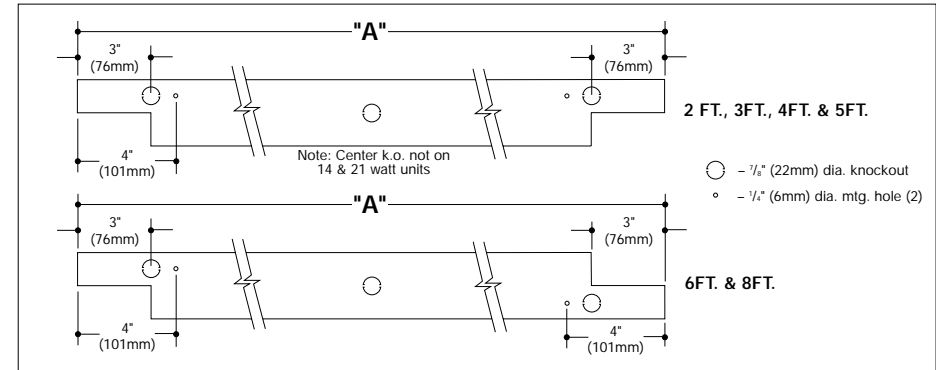 "A"
3"
(76mm)
3"
(76mm)
2 FT., 3FT., 4FT. & 5FT.
4"
(101mm)
Note: Center k.o. not on
14 & 21 watt units
– 7/8" (22mm) dia. knockout
– 1/4" (6mm) dia. mtg. hole (2)
"A"
3"
(76mm)
3"
(76mm)
6FT. & 8FT.
4"
(101mm)
4"
(101mm)